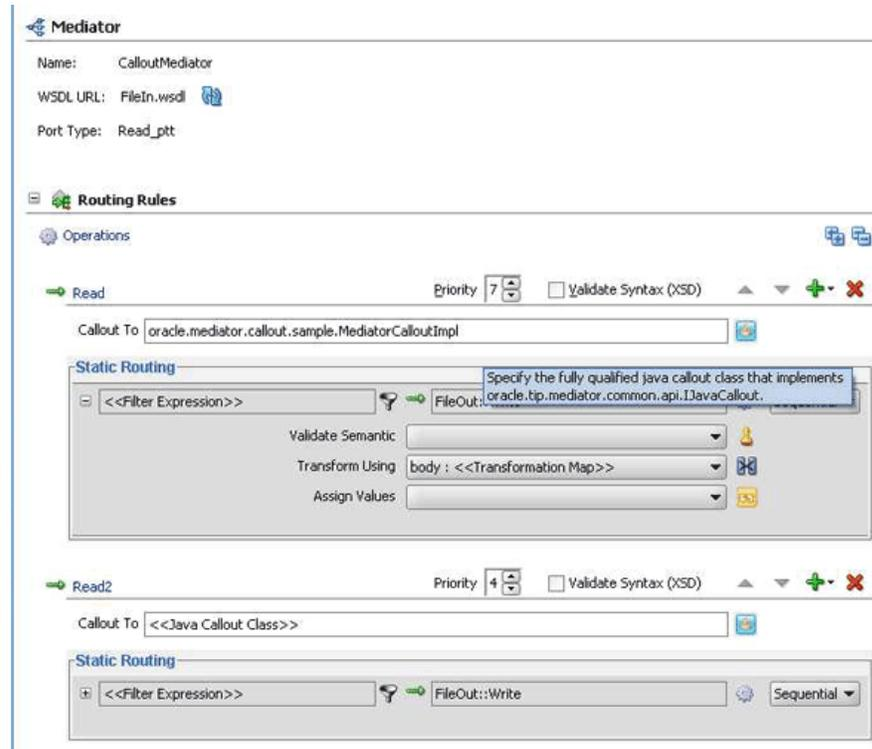 Mediator
Name: CalloutMediator
WSDL URL: FileIn.wsdl
Port Type: Read_ptt
Routing Rules
Operations
Read Priority 7 Validate Syntax (XSD)
Callout To oracle.mediator.callout.sample.MediatorCalloutImpl
Static Routing
Specify the fully qualified java callout class that implements
oracle.tip.mediator.common.api.IJavaCallout.
<<Filter Expression>> FileOut::Write Sequential
Validate Semantic
Transform Using body : <<Transformation Map>>
Assign Values
Read2 Priority 4 Validate Syntax (XSD)
Callout To <<Java Callout Class>>
Static Routing
<<Filter Expression>> FileOut::Write Sequential